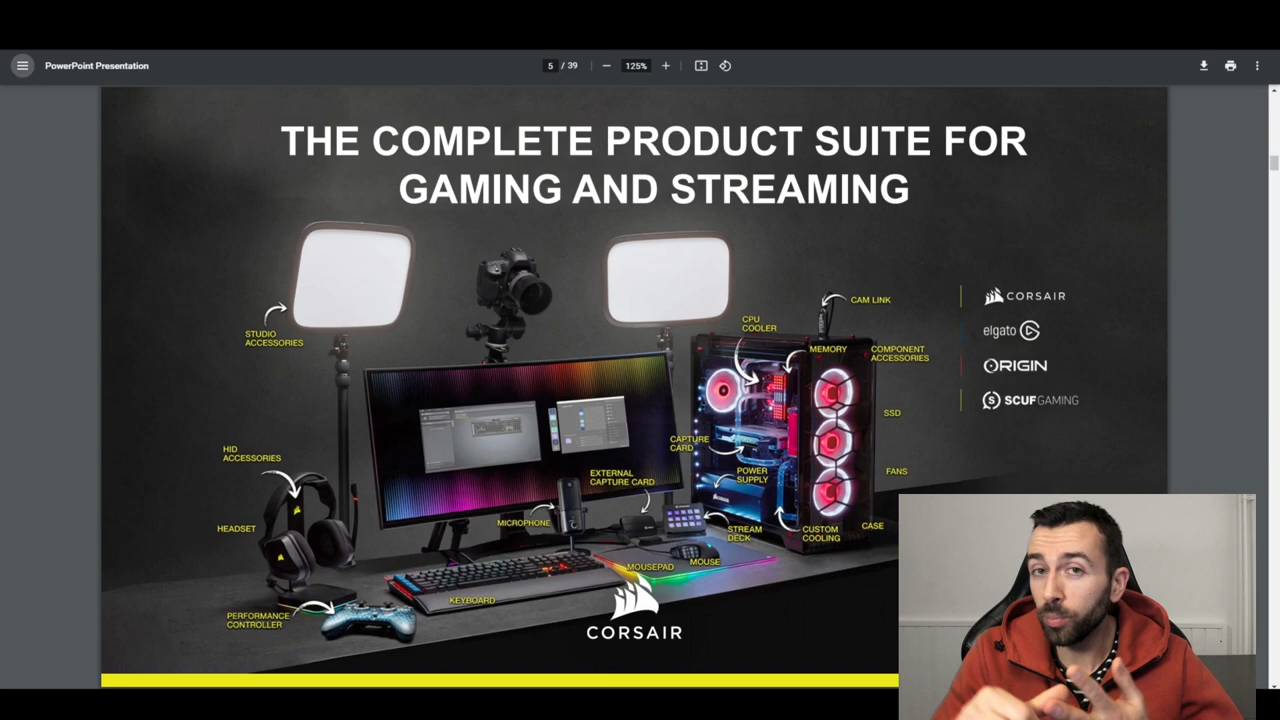 PowerPoint Presentation
5 / 39
125%
THE COMPLETE PRODUCT SUITE FOR
GAMING AND STREAMING
STUDIO
ACCESSORIES
CAM LINK
CPU
COOLER
MEMORY
COMPONENT
ACCESSORIES
CORSAIR
elgato
ORIGIN
SCUFGAMING
SSD
CAPTURE
CARD
HID
ACCESSORIES
FANS
POWER
SUPPLY
EXTERNAL
CAPTURE CARD
HEADSET
MICROPHONE
STREAM
DECK
CUSTOM
COOLING
CASE
MOUSEPAD
MOUSE
KEYBOARD
PERFORMANCE
CONTROLLER
CORSAIR